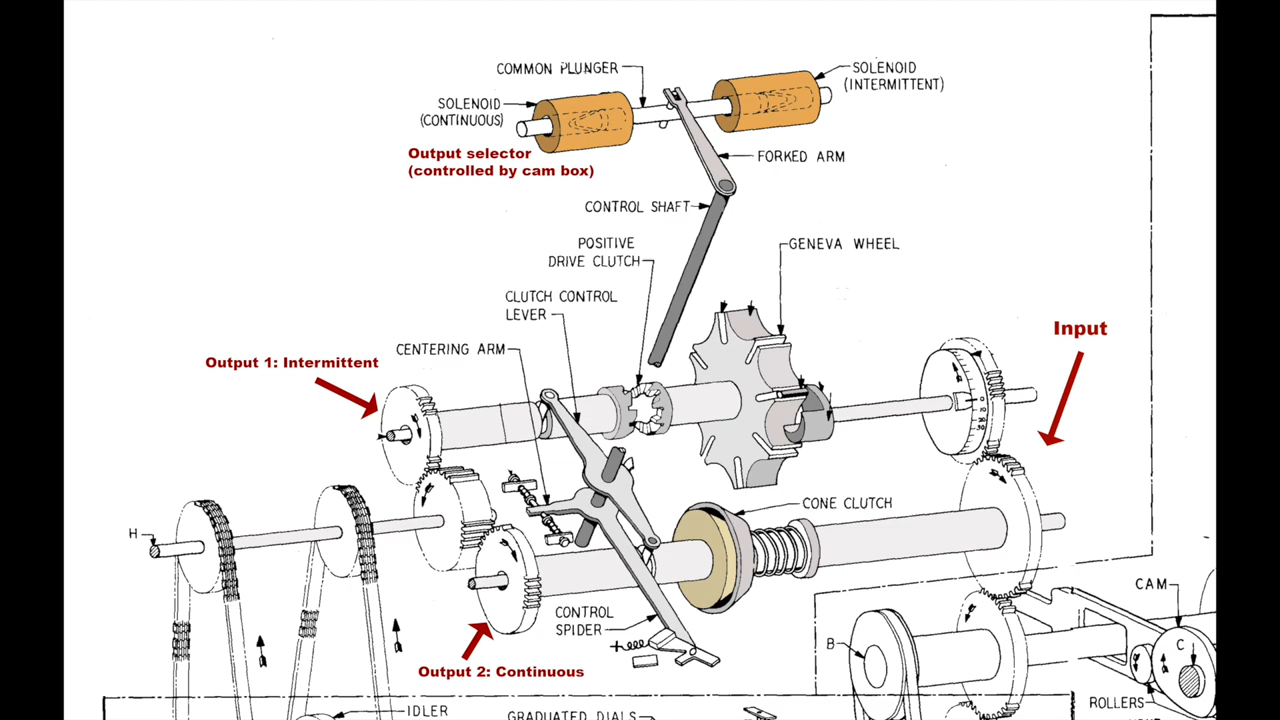 COMMON PLUNGER
SOLENOID
(INTERMITTENT)
SOLENOID
(CONTINUOUS)
Output selector
(controlled by cam box)
FORKED ARM
CONTROL SHAFT
POSITIVE
DRIVE CLUTCH
GENEVA WHEEL
CLUTCH CONTROL
LEVER
Input
CENTERING ARM
Output 1: Intermittent
0
CONE CLUTCH
H
CONTROL
SPIDER
CAM
B
C
Output 2: Continuous
ROLLERS
IDLER
GRADUATED DIALS